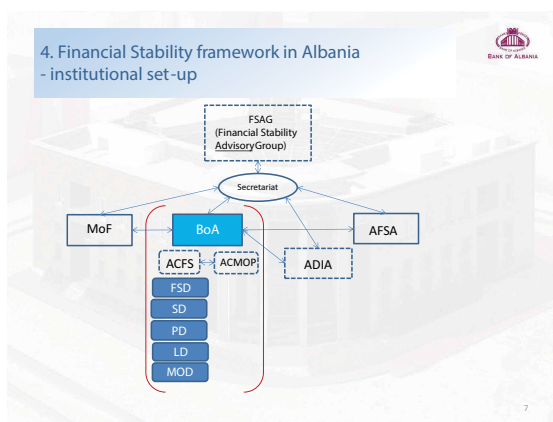 4. Financial Stability framework in Albania
- institutional set-up
BANK OF ALBANIA
FSAG
(Financial Stability
AdvisoryGroup)
Secretariat
MoF
BoA
AFSA
ACFS
ACMOP
ADIA
FSD
SD
PD
LD
MOD
7